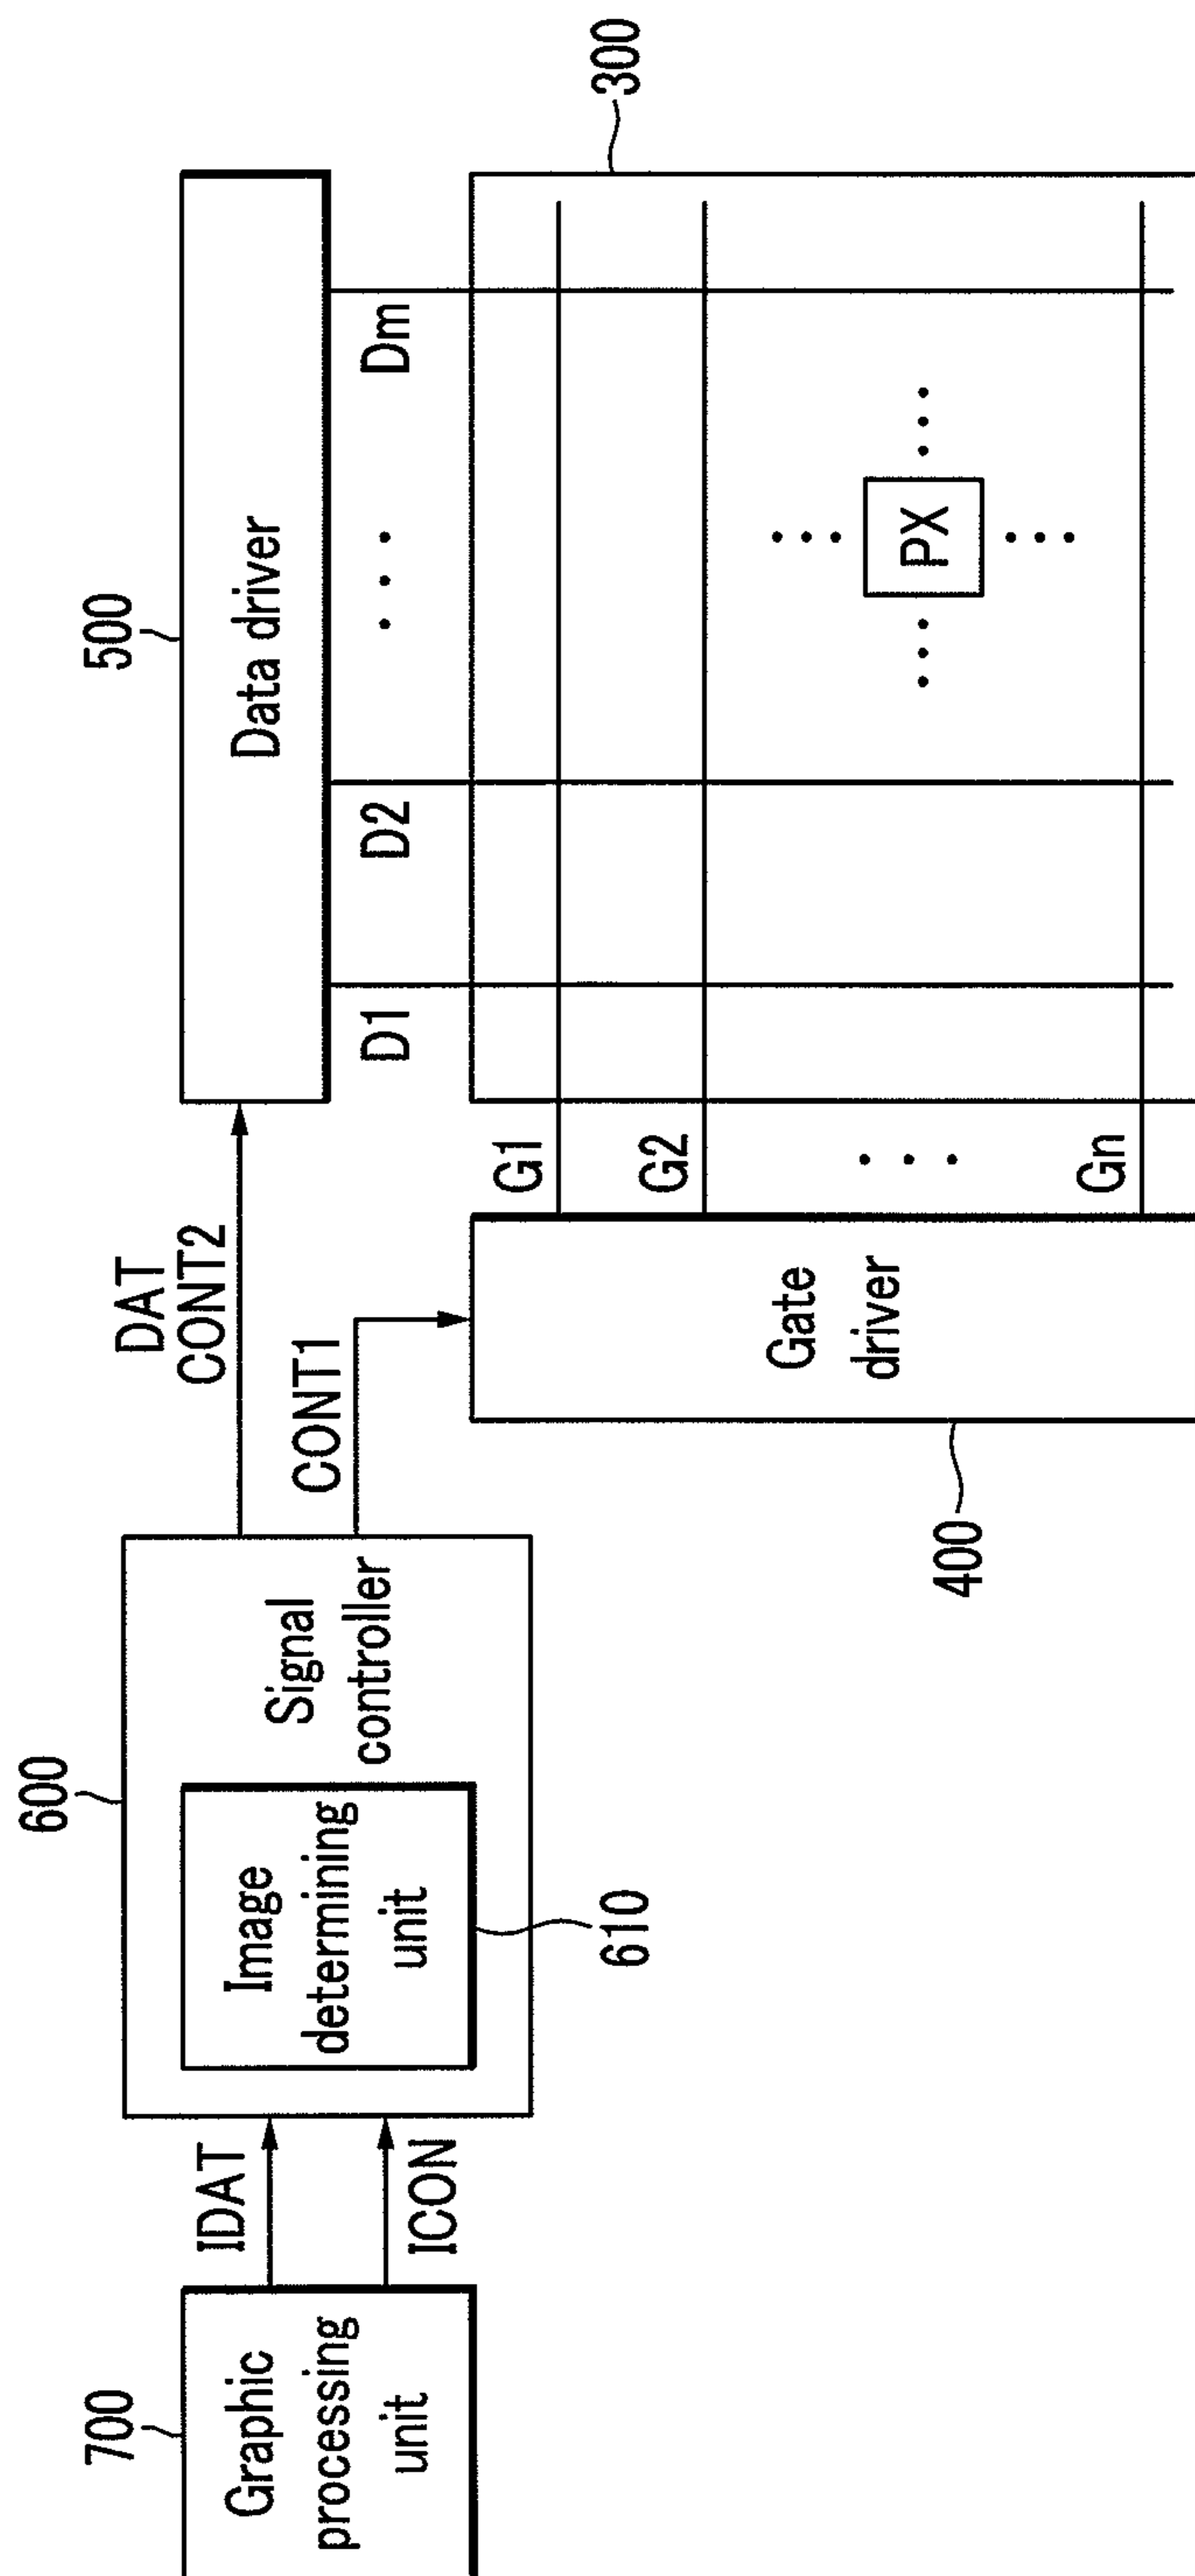 700
Graphic
processing
unit
IDAT
ICON
600
Image
determining
unit
610
Signal
controller
DAT
CONT2
CONT1
500
Data driver
400
Gate
driver
G1
G2
Gn
D1
D2
Dm
300
PX